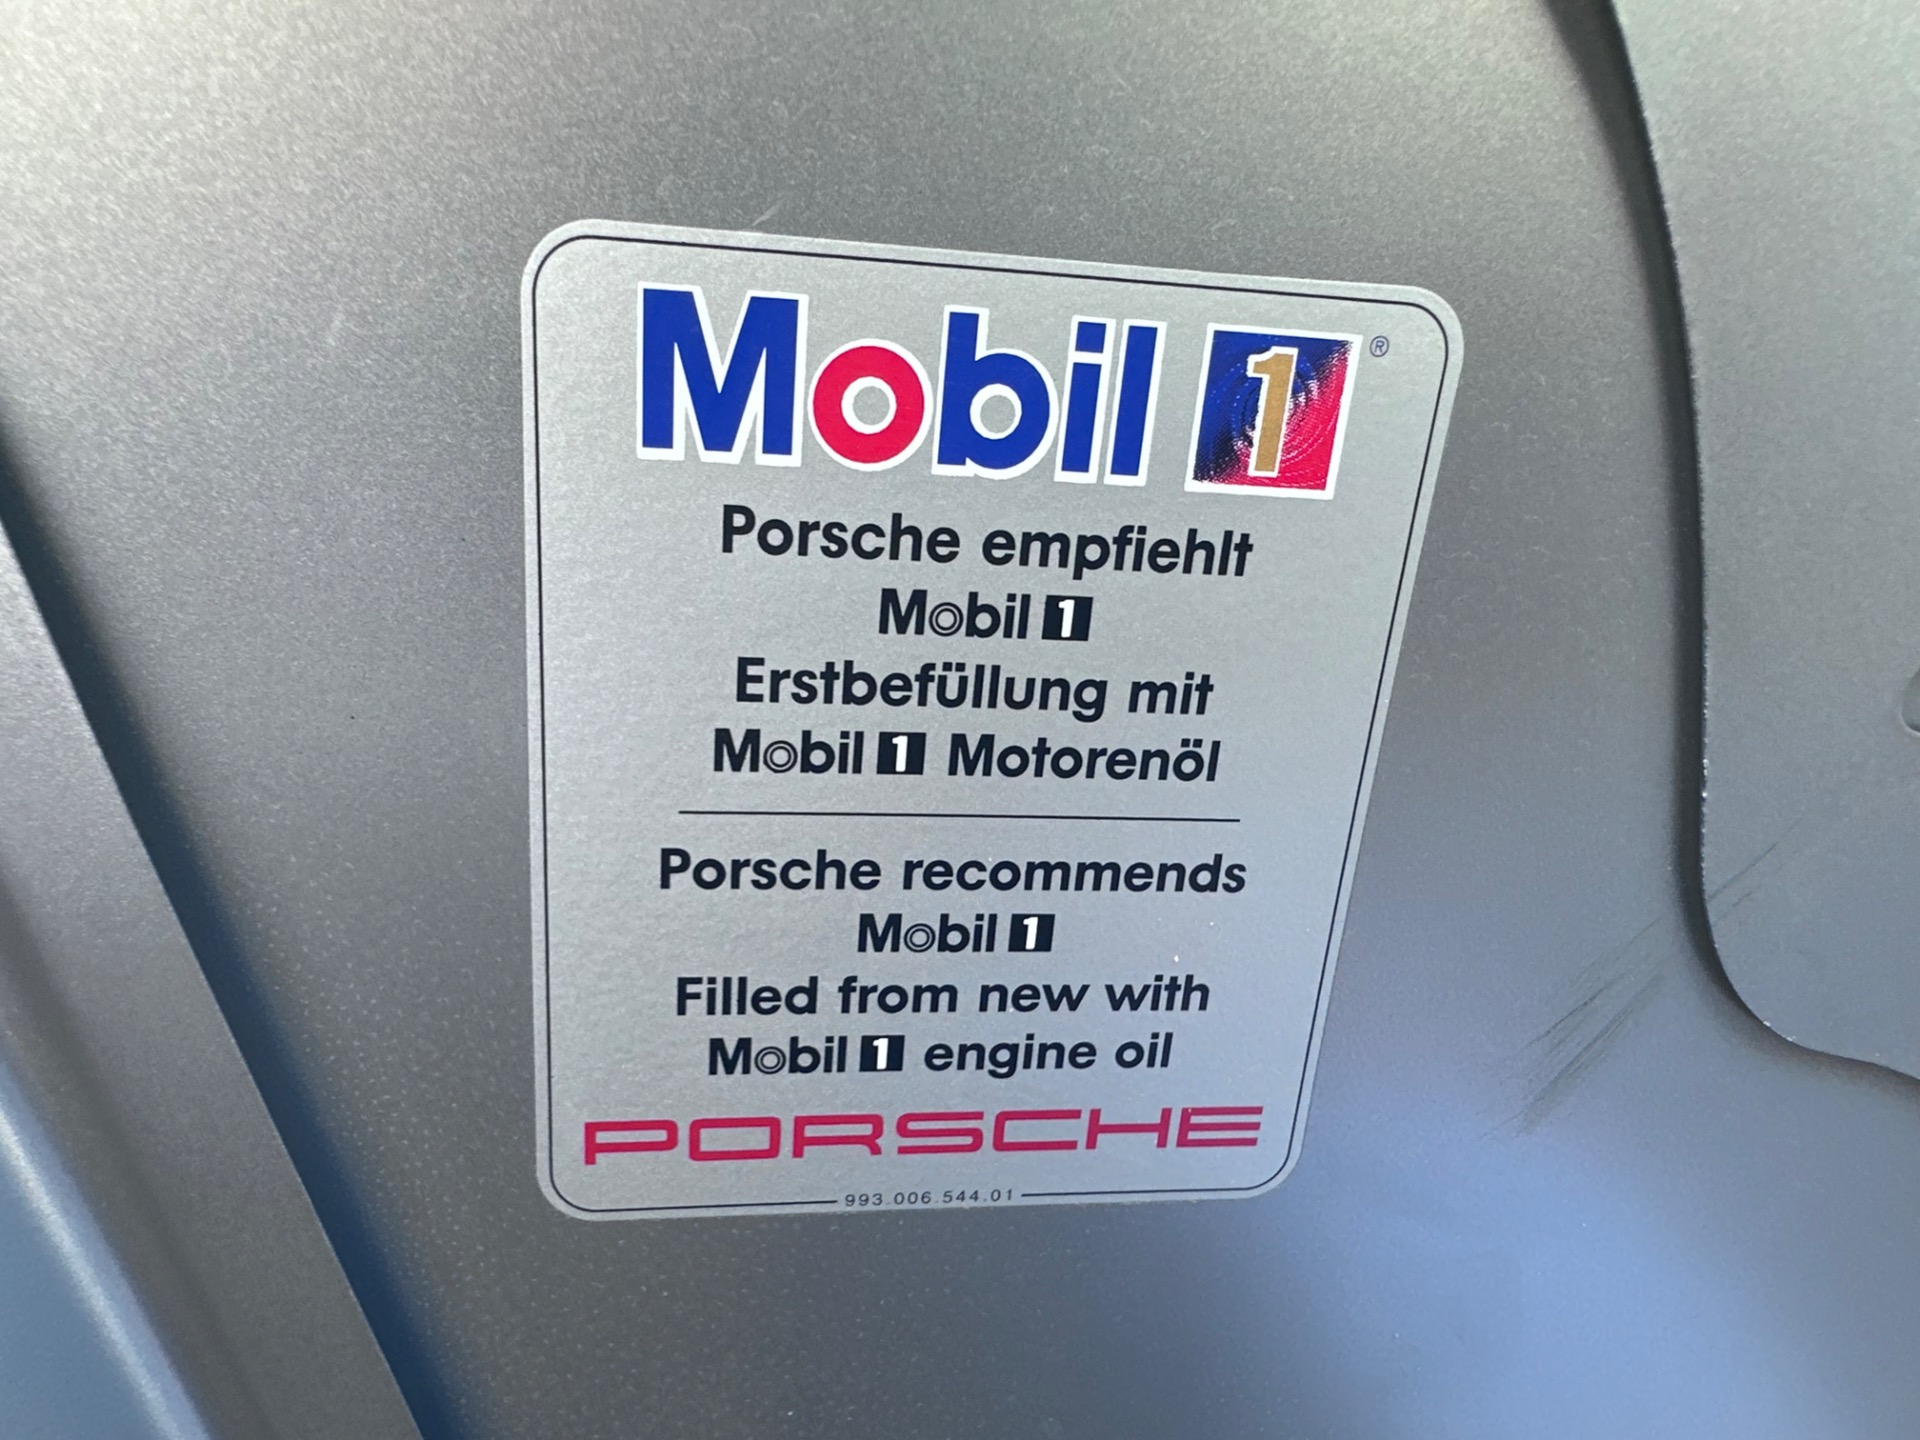 Mobil 1 ®
Porsche empfiehlt
Mobil 1
Erstbefüllung mit
Mobil 1 Motorenöl
Porsche recommends
Mobil 1
Filled from new with
Mobil 1 engine oil
PORSCHE
993.006.544.01